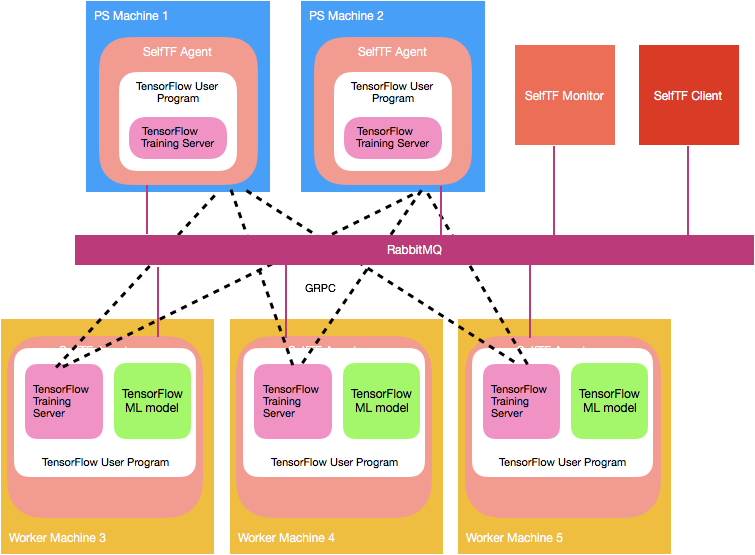 PS Machine 1
SelfTF Agent
TensorFlow User
Program
TensorFlow
Training Server
PS Machine 2
SelfTF Agent
TensorFlow User
Program
TensorFlow
Training Server
SelfTF Monitor
SelfTF Client
RabbitMQ
GRPC
TensorFlow
Training
Server
TensorFlow
ML model
TensorFlow User Program
Worker Machine 3
TensorFlow
Training
Server
TensorFlow
ML model
TensorFlow User Program
Worker Machine 4
TensorFlow
Training
Server
TensorFlow
ML model
TensorFlow User Program
Worker Machine 5